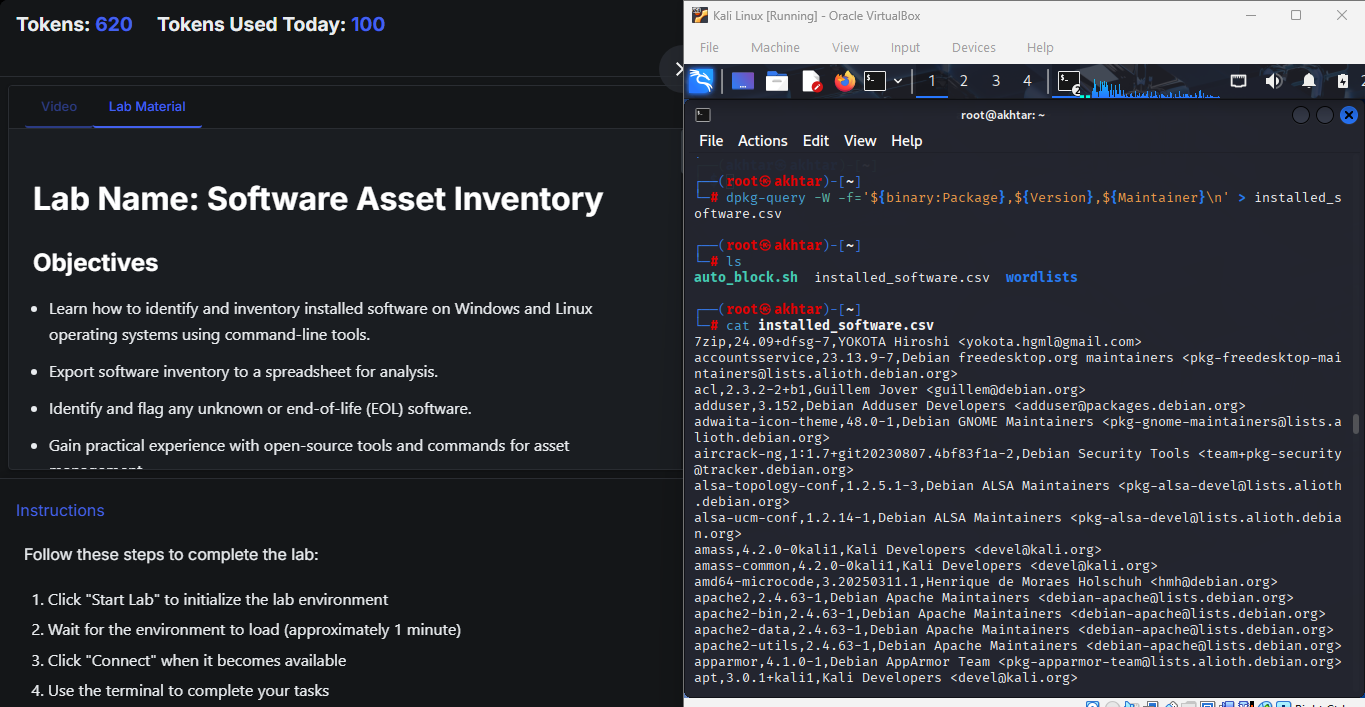 Tokens: 620 Tokens Used Today: 100
Video Lab Material
Lab Name: Software Asset Inventory
Objectives
• Learn how to identify and inventory installed software on Windows and Linux
operating systems using command-line tools.
• Export software inventory to a spreadsheet for analysis.
• Identify and flag any unknown or end-of-life (EOL) software.
• Gain practical experience with open-source tools and commands for asset
Instructions
Follow these steps to complete the lab:
1. Click "Start Lab" to initialize the lab environment
2. Wait for the environment to load (approximately 1 minute)
3. Click "Connect" when it becomes available
4. Use the terminal to complete your tasks
Kali Linux [Running] - Oracle VirtualBox
File Machine View Input Devices Help
1 2 3 4
2
root@akhtar: ~
File Actions Edit View Help
┌──(root㉿akhtar)-[~]
└─# dpkg-query -W -f='${binary:Package},${Version},${Maintainer}\n' > installed_s
oftware.csv
┌──(root㉿akhtar)-[~]
└─# ls
auto_block.sh installed_software.csv wordlists
┌──(root㉿akhtar)-[~]
└─# cat installed_software.csv
7zip,24.09+dfsg-7,YOKOTA Hiroshi <yokota.hgml@gmail.com>
accountsservice,23.13.9-7,Debian freedesktop.org maintainers <pkg-freedesktop-mai
ntainers@lists.alioth.debian.org>
acl,2.3.2-2+b1,Guillem Jover <guillem@debian.org>
adduser,3.152,Debian Adduser Developers <adduser@packages.debian.org>
adwaita-icon-theme,48.0-1,Debian GNOME Maintainers <pkg-gnome-maintainers@lists.a
lioth.debian.org>
aircrack-ng,1:1.7+git20230807.4bf83f1a-2,Debian Security Tools <team+pkg-security
@tracker.debian.org>
alsa-topology-conf,1.2.5.1-3,Debian ALSA Maintainers <pkg-alsa-devel@lists.alioth
.debian.org>
alsa-ucm-conf,1.2.14-1,Debian ALSA Maintainers <pkg-alsa-devel@lists.alioth.debia
n.org>
amass,4.2.0-0kali1,Kali Developers <devel@kali.org>
amass-common,4.2.0-0kali1,Kali Developers <devel@kali.org>
amd64-microcode,3.20250311.1,Henrique de Moraes Holschuh <hmh@debian.org>
apache2,2.4.63-1,Debian Apache Maintainers <debian-apache@lists.debian.org>
apache2-bin,2.4.63-1,Debian Apache Maintainers <debian-apache@lists.debian.org>
apache2-data,2.4.63-1,Debian Apache Maintainers <debian-apache@lists.debian.org>
apache2-utils,2.4.63-1,Debian Apache Maintainers <debian-apache@lists.debian.org>
apparmor,4.1.0-1,Debian AppArmor Team <pkg-apparmor-team@lists.alioth.debian.org>
apt,3.0.1+kali1,Kali Developers <devel@kali.org>